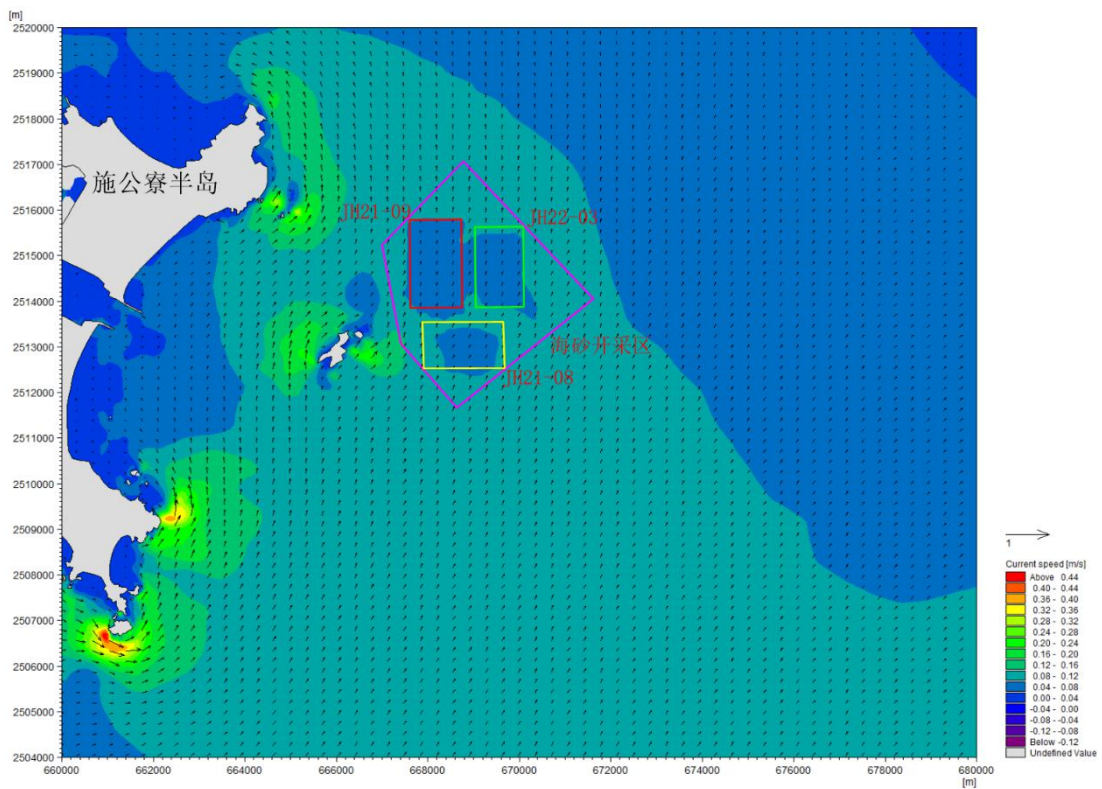 [m]
2520000
2519000
2518000
2517000
2516000
2515000
2514000
2513000
2512000
2511000
2510000
2509000
2508000
2507000
2506000
2505000
2504000
施公寮半岛
JH21-09
JH22-03
海砂开采区
JH21-08
660000
662000
664000
666000
668000
670000
672000
674000
676000
678000
680000
[m]
1
Current speed [m/s]
Above 0.44
0.40 - 0.44
0.36 - 0.40
0.32 - 0.36
0.28 - 0.32
0.24 - 0.28
0.20 - 0.24
0.16 - 0.20
0.12 - 0.16
0.08 - 0.12
0.04 - 0.08
0.00 - 0.04
-0.04 - 0.00
-0.08 - -0.04
-0.12 - -0.08
Below -0.12
Undefined Value